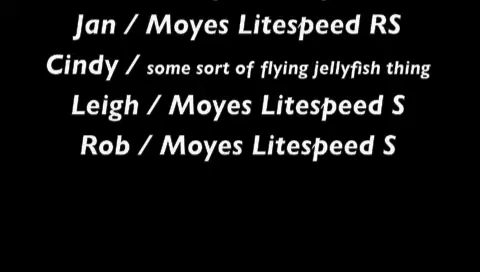 Jan / Moyes Litespeed RS
Cindy / some sort of flying jellyfish thing
Leigh / Moyes Litespeed S
Rob / Moyes Litespeed S